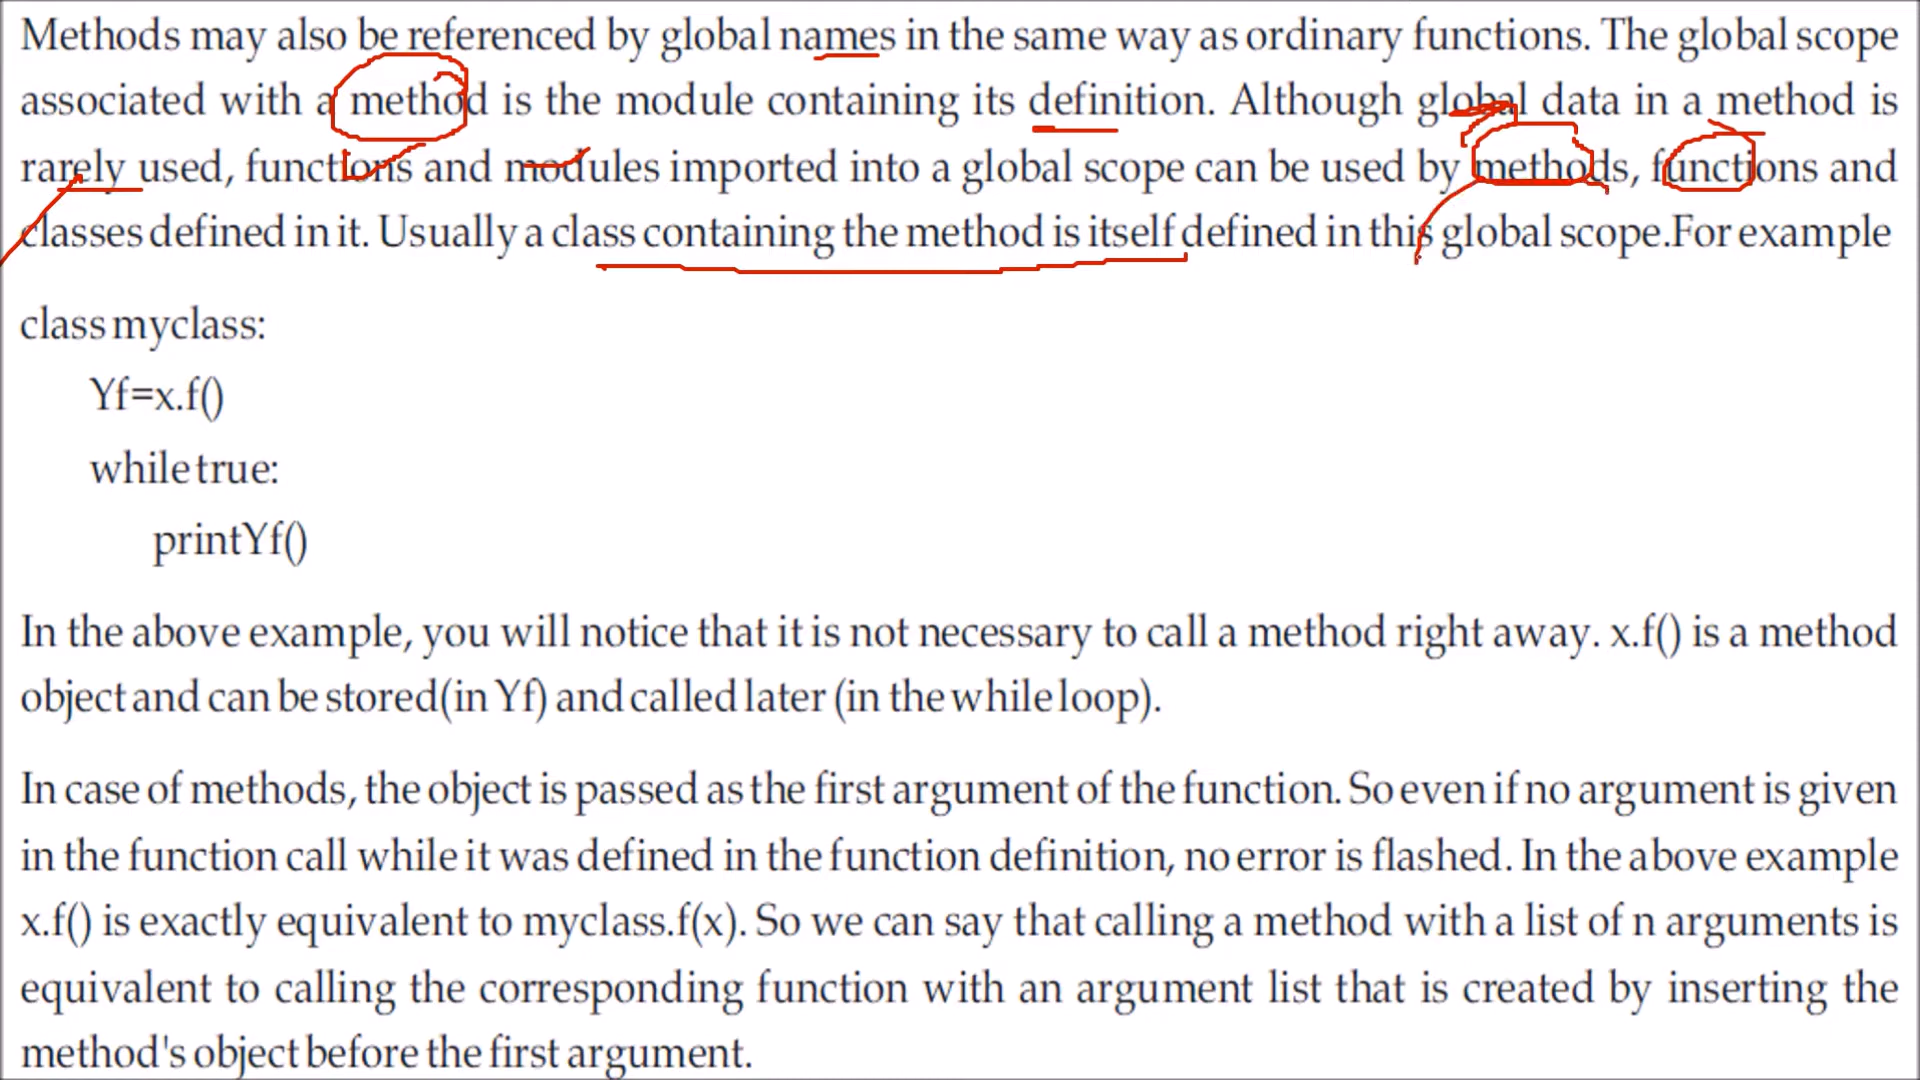 Methods may also be referenced by global names in the same way as ordinary functions. The global scope
associated with a method is the module containing its definition. Although global data in a method is
rarely used, functions and modules imported into a global scope can be used by methods, functions and
classes defined in it. Usually a class containing the method is itself defined in this global scope.For example
class myclass:
Yf=x.f()
while true:
printYf()
In the above example, you will notice that it is not necessary to call a method right away. x.f() is a method
object and can be stored(in Yf) and called later (in the while loop).
In case of methods, the object is passed as the first argument of the function. So even if no argument is given
in the function call while it was defined in the function definition, no error is flashed. In the above example
x.f() is exactly equivalent to myclass.f(x). So we can say that calling a method with a list of n arguments is
equivalent to calling the corresponding function with an argument list that is created by inserting the
method's object before the first argument.